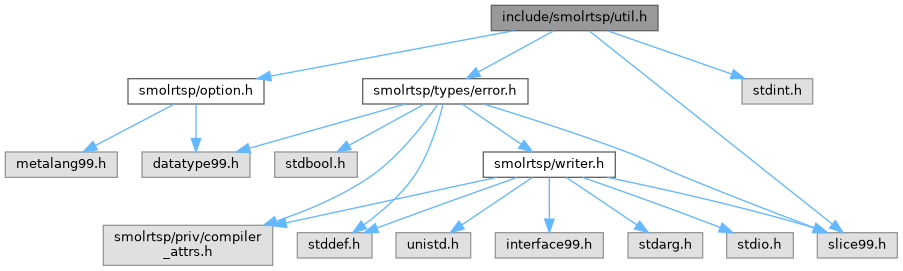 include/smolrtsp/util.h
smolrtsp/option.h
smolrtsp/types/error.h
stdint.h
metalang99.h
datatype99.h
stdbool.h
smolrtsp/writer.h
smolrtsp/priv/compiler
_attrs.h
stddef.h
unistd.h
interface99.h
stdarg.h
stdio.h
slice99.h